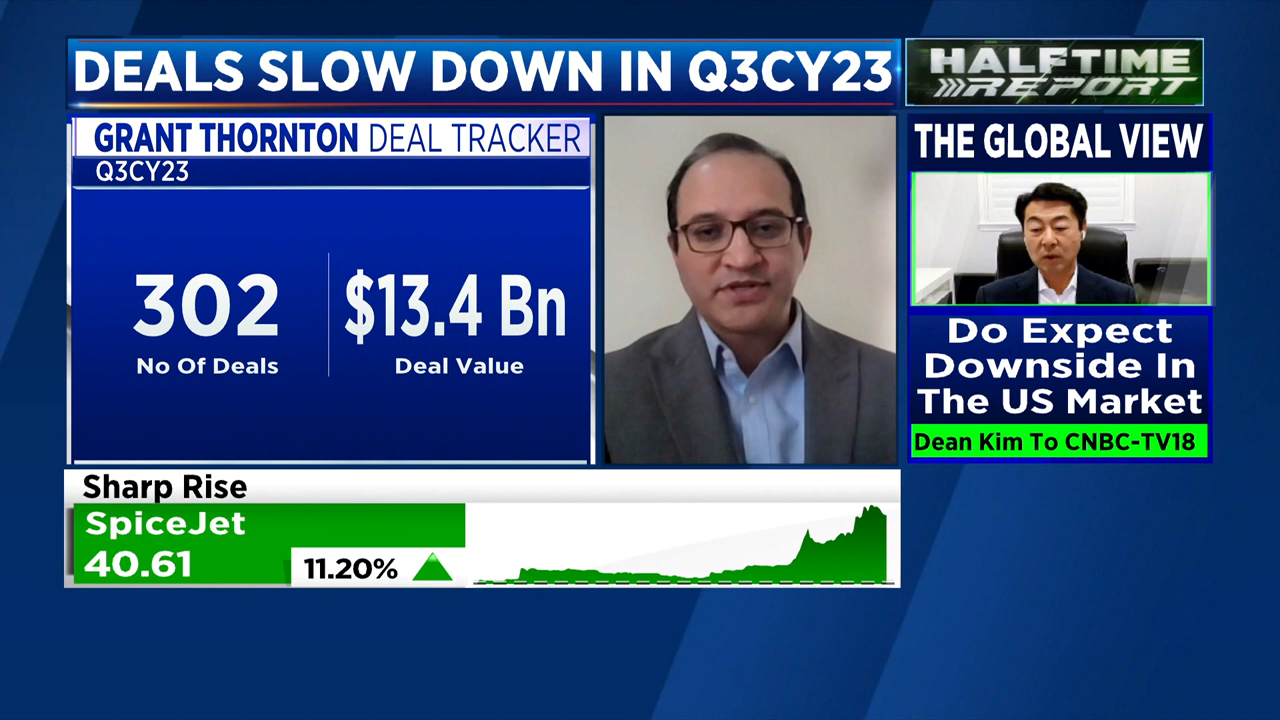 DEALS SLOW DOWN IN Q3CY23
HALFTIME
REPORT
GRANT THORNTON DEAL TRACKER
Q3CY23
302
No Of Deals
$13.4 Bn
Deal Value
THE GLOBAL VIEW
Do Expect
Downside In
The US Market
Dean Kim To CNBC-TV18
Sharp Rise
SpiceJet
40.61
11.20%